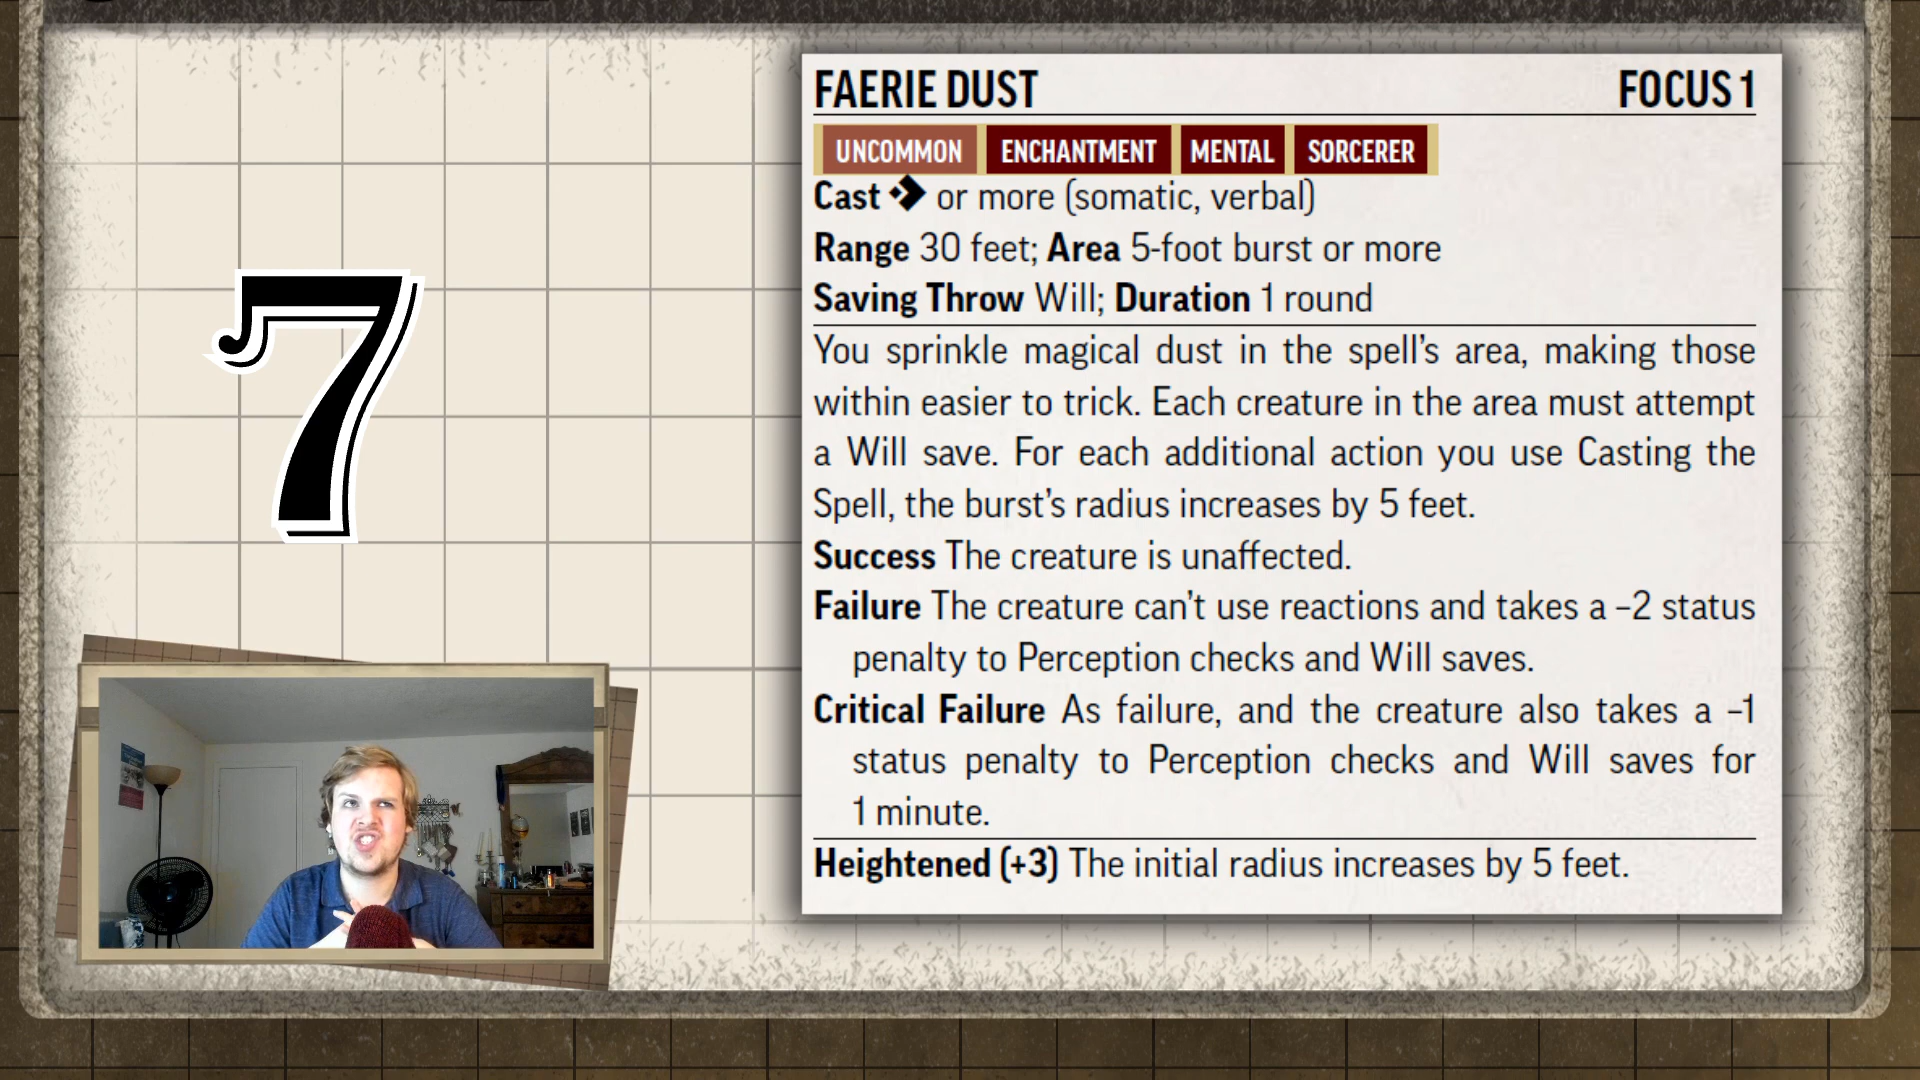 FAERIE DUST FOCUS 1
UNCOMMON ENCHANTMENT MENTAL SORCERER
Cast or more (somatic, verbal)
Range 30 feet; Area 5-foot burst or more
Saving Throw Will; Duration 1 round
You sprinkle magical dust in the spell’s area, making those
within easier to trick. Each creature in the area must attempt
a Will save. For each additional action you use Casting the
Spell, the burst’s radius increases by 5 feet.
Success The creature is unaffected.
Failure The creature can’t use reactions and takes a –2 status
penalty to Perception checks and Will saves.
Critical Failure As failure, and the creature also takes a –1
status penalty to Perception checks and Will saves for
1 minute.
Heightened (+3) The initial radius increases by 5 feet.
7